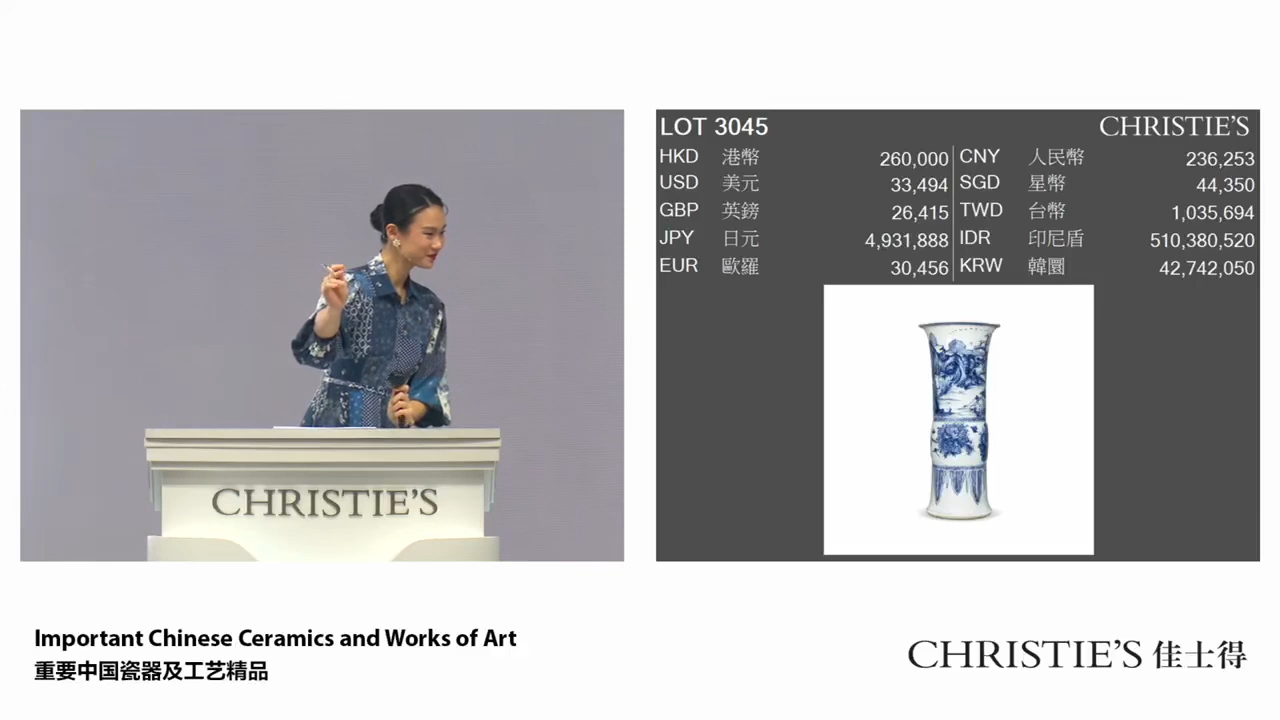 CHRISTIE'S
LOT 3045 CHRISTIE'S
HKD 港幣 260,000 CNY 人民幣 236,253
USD 美元 33,494 SGD 星幣 44,350
GBP 英鎊 26,415 TWD 台幣 1,035,694
JPY 日元 4,931,888 IDR 印尼盾 510,380,520
EUR 歐羅 30,456 KRW 韓圜 42,742,050
Important Chinese Ceramics and Works of Art
重要中国瓷器及工艺精品
CHRISTIE'S 佳士得